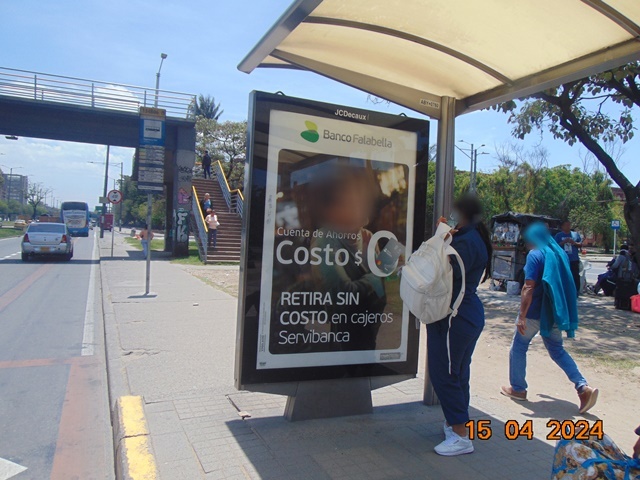 JCDecaux
Banco Falabella
Cuenta de Ahorros
Costo $ 0
RETIRA SIN
COSTO en cajeros
Servibanca
15 04 2024